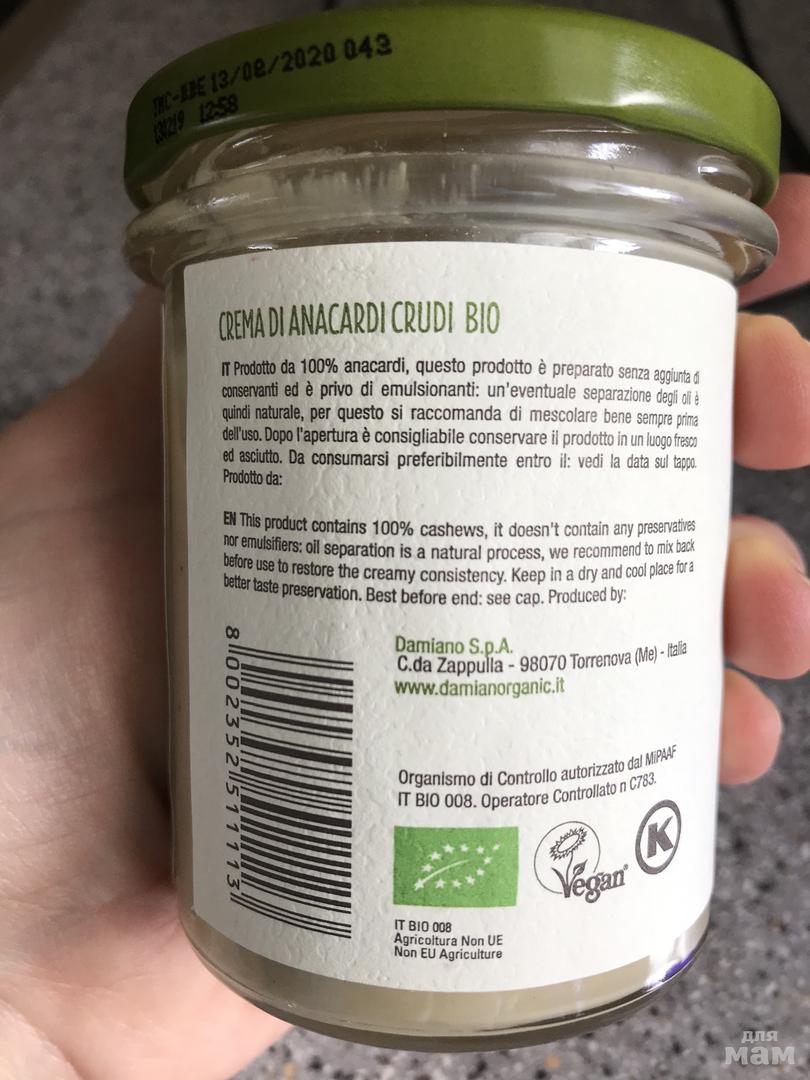 TMC-BBE 13/08/2020 043
130219 12:58
CREMA DI ANACARDI CRUDI BIO
IT Prodotto da 100% anacardi, questo prodotto è preparato senza aggiunta di
conservanti ed è privo di emulsionanti: un'eventuale separazione degli oli è
quindi naturale, per questo si raccomanda di mescolare bene sempre prima
dell'uso. Dopo l'apertura è consigliabile conservare il prodotto in un luogo fresco
ed asciutto. Da consumarsi preferibilmente entro il: vedi la data sul tappo.
Prodotto da:
EN This product contains 100% cashews, it doesn't contain any preservatives
nor emulsifiers: oil separation is a natural process, we recommend to mix back
before use to restore the creamy consistency. Keep in a dry and cool place for a
better taste preservation. Best before end: see cap. Produced by:
Damiano S.p.A.
C.da Zappulla - 98070 Torrenova (Me) - Italia
www.damianorganic.it
8 002352 511113
Organismo di Controllo autorizzato dal MiPAAF
IT BIO 008. Operatore Controllato n C783.
Vegan®
K
IT BIO 008
Agricoltura Non UE
Non EU Agriculture
для
мам